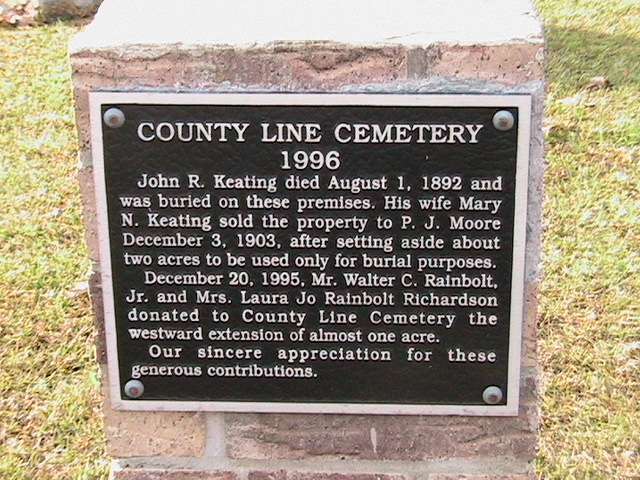 COUNTY LINE CEMETERY
1996
John R. Keating died August 1, 1892 and
was buried on these premises. His wife Mary
N. Keating sold the property to P. J. Moore
December 3, 1903, after setting aside about
two acres to be used only for burial purposes.
December 20, 1995, Mr. Walter C. Rainbolt,
Jr. and Mrs. Laura Jo Rainbolt Richardson
donated to County Line Cemetery the
westward extension of almost one acre.
Our sincere appreciation for these
generous contributions.